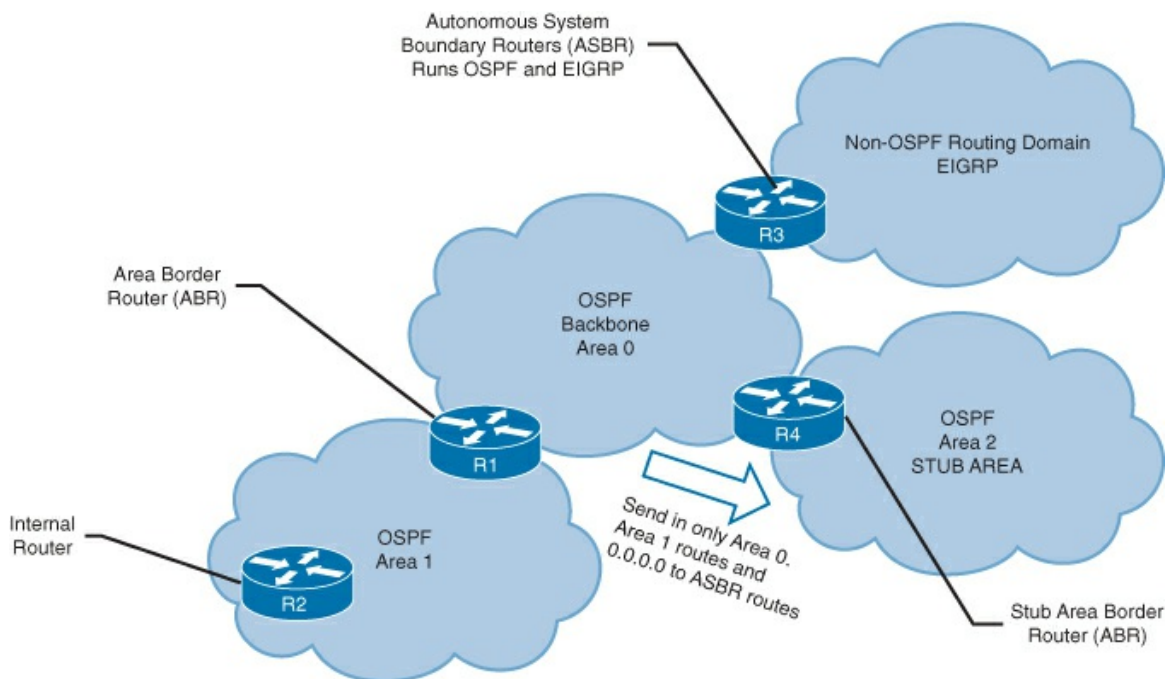 Autonomous System
Boundary Routers (ASBR)
Runs OSPF and EIGRP
Non-OSPF Routing Domain
EIGRP
R3
Area Border
Router (ABR)
OSPF
Backbone
Area 0
R1
R4
OSPF
Area 2
STUB AREA
Send in only Area 0.
Area 1 routes and
0.0.0.0 to ASBR routes
Internal
Router
OSPF
Area 1
R2
Stub Area Border
Router (ABR)